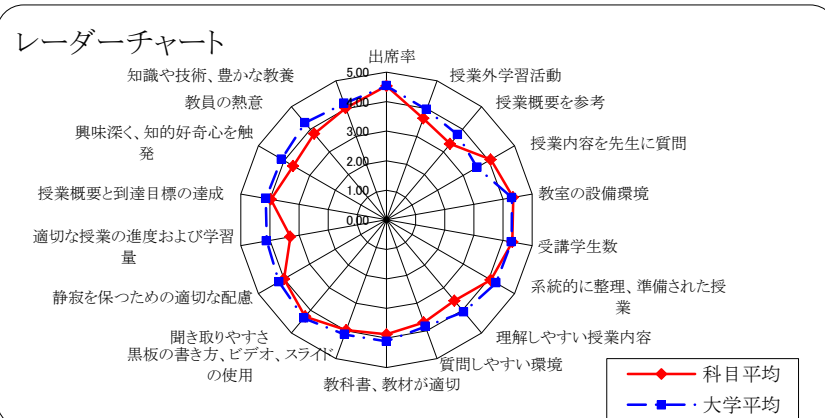 レーダーチャート
出席率
授業外学習活動
授業概要を参考
授業内容を先生に質問
教室の設備環境
受講学生数
系統的に整理、準備された授
業
理解しやすい授業内容
質問しやすい環境
教科書、教材が適切
黒板の書き方、ビデオ、スライド
の使用
聞き取りやすさ
静寂を保つための適切な配慮
適切な授業の進度および学習
量
授業概要と到達目標の達成
興味深く、知的好奇心を触
発
教員の熱意
知識や技術、豊かな教養
5.00
4.00
3.00
2.00
1.00
0.00
科目平均
大学平均